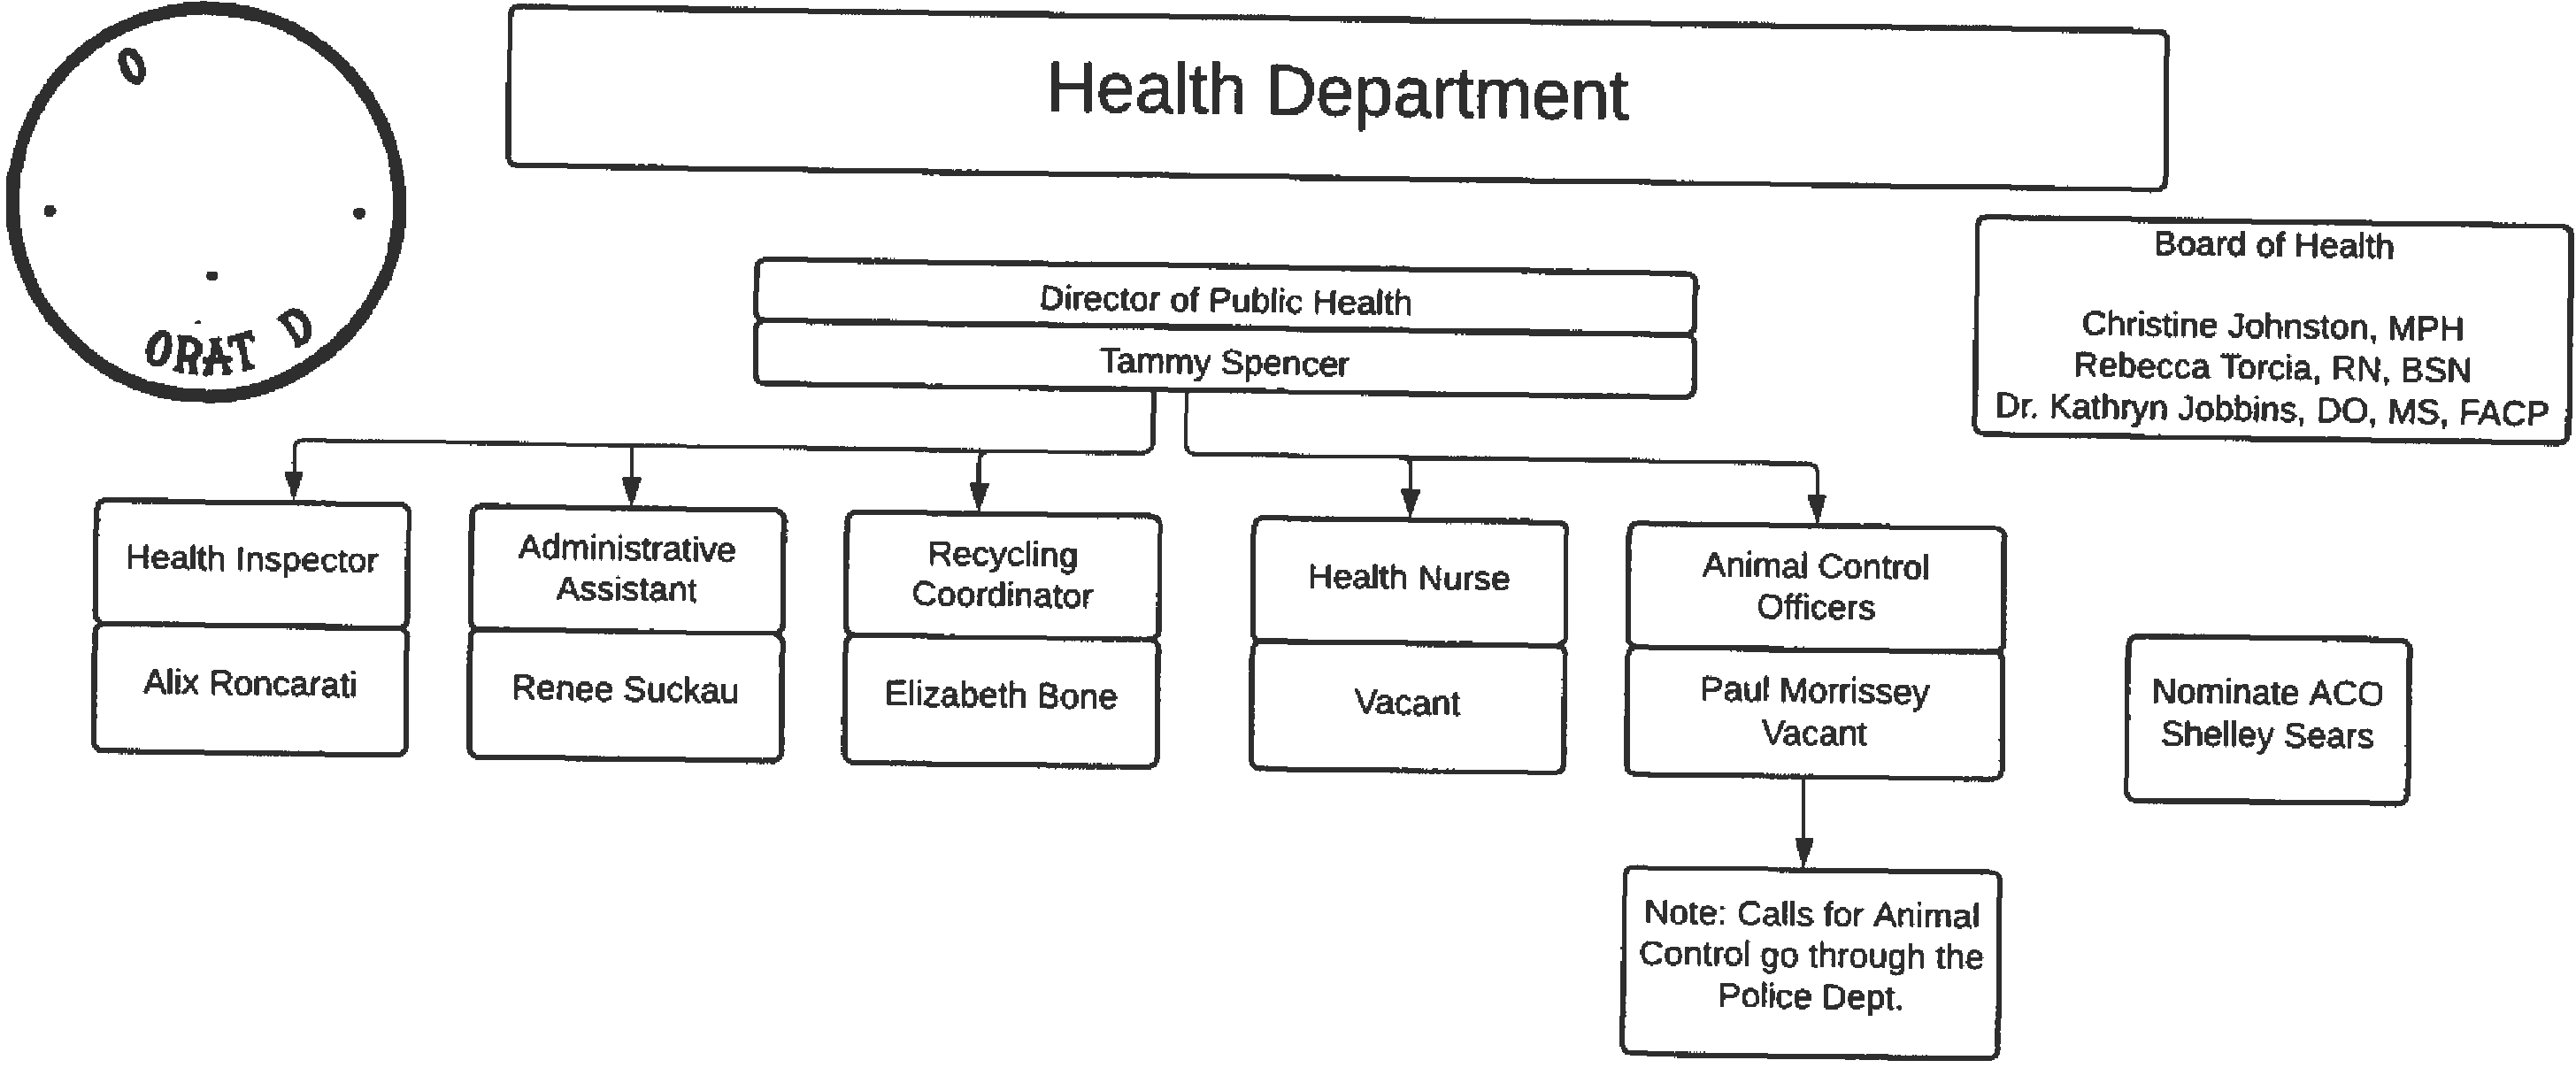 O
ORAT D
Health Department
Board of Health
Christine Johnston, MPH
Rebecca Torcia, RN, BSN
Dr. Kathryn Jobbins, DO, MS, FACP
Director of Public Health
Tammy Spencer
Health Inspector
Alix Roncarati
Administrative
Assistant
Renee Suckau
Recycling
Coordinator
Elizabeth Bone
Health Nurse
Vacant
Animal Control
Officers
Paul Morrissey
Vacant
Nominate ACO
Shelley Sears
Note: Calls for Animal
Control go through the
Police Dept.